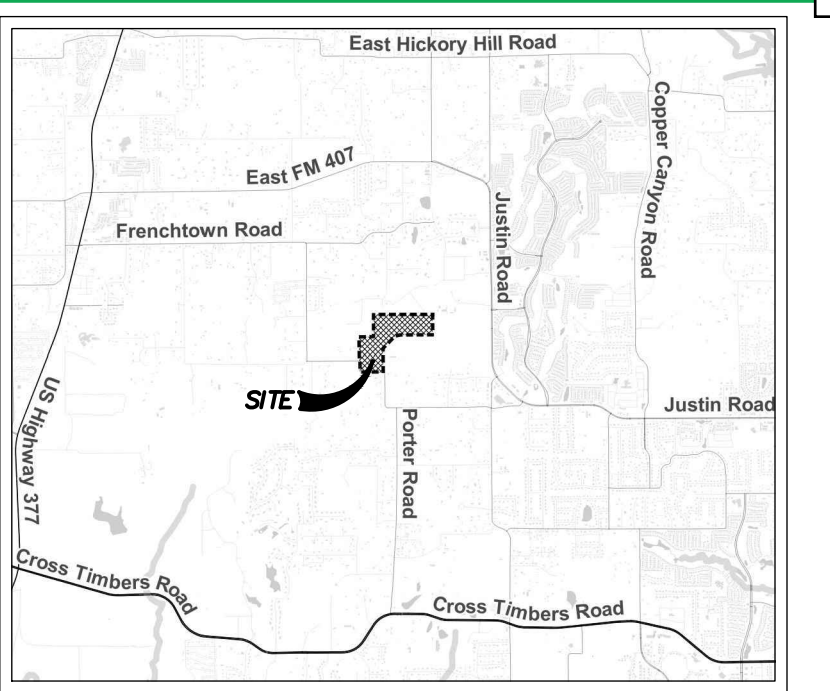 East Hickory Hill Road
Copper Canyon Road
East FM 407
Justin Road
Frenchtown Road
SITE
US Highway 377
Justin Road
Porter Road
Cross Timbers Road
Cross Timbers Road